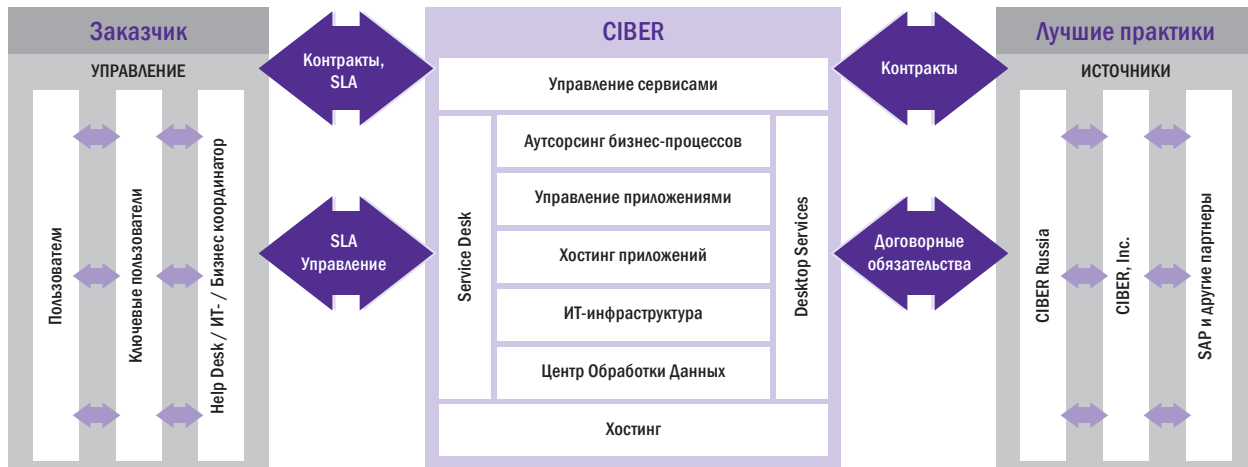 Заказчик
УПРАВЛЕНИЕ
Пользователи
Ключевые пользователи
Help Desk / ИТ- / Бизнес координатор
Контракты,
SLA
SLA
Управление
CIBER
Управление сервисами
Service Desk
Аутсорсинг бизнес-процессов
Управление приложениями
Хостинг приложений
ИТ-инфраструктура
Центр Обработки Данных
Desktop Services
Хостинг
Контракты
Договорные
обязательства
Лучшие практики
ИСТОЧНИКИ
CIBER Russia
CIBER, Inc.
SAP и другие партнеры